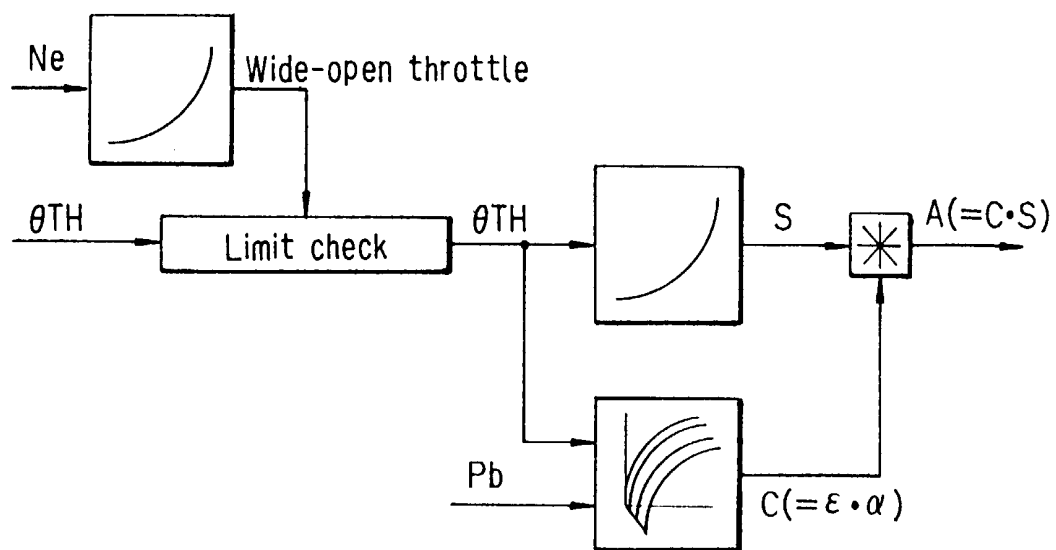 Ne
Wide-open throttle
θTH
Limit check
θTH
S
A(=C•S)
Pb
C(=ε•α)